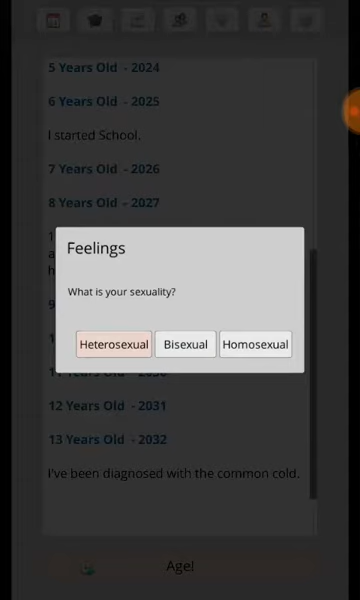 5 Years Old - 2024
6 Years Old - 2025
I started School.
7 Years Old - 2026
8 Years Old - 2027
Feelings
What is your sexuality?
Heterosexual
Bisexual
Homosexual
12 Years Old - 2031
13 Years Old - 2032
I've been diagnosed with the common cold.
Age!